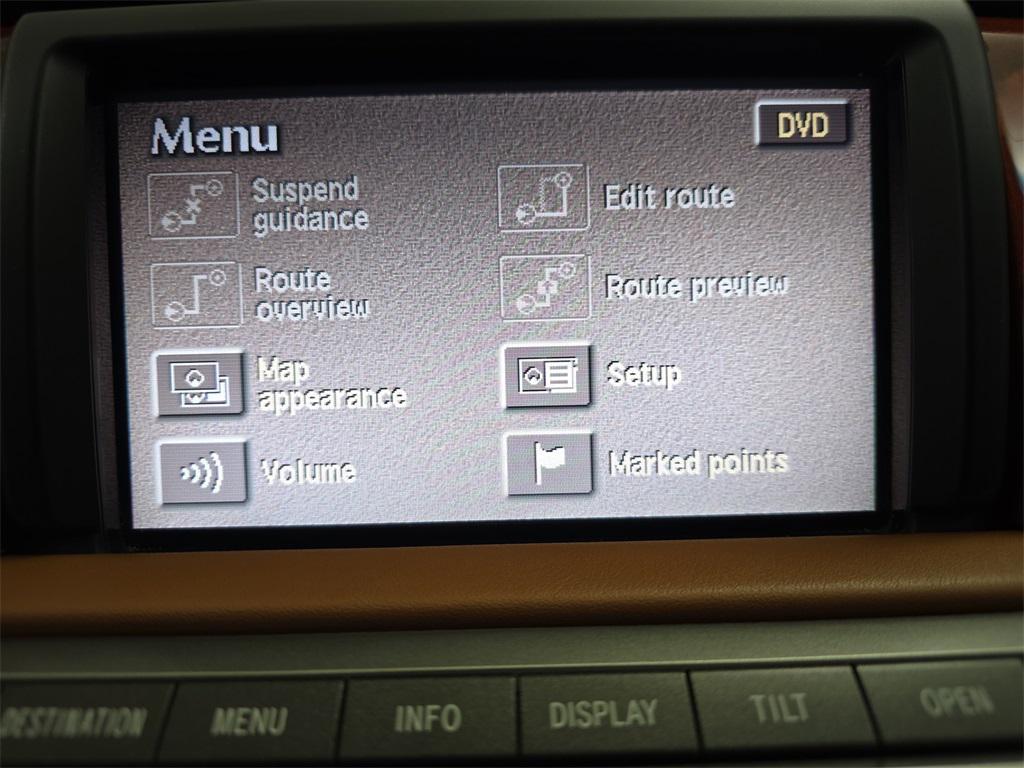 Menu
DVD
Suspend
guidance
Edit route
Route
overview
Route preview
Map
appearance
Setup
Volume
Marked points
DESTINATION
MENU
INFO
DISPLAY
TILT
OPEN